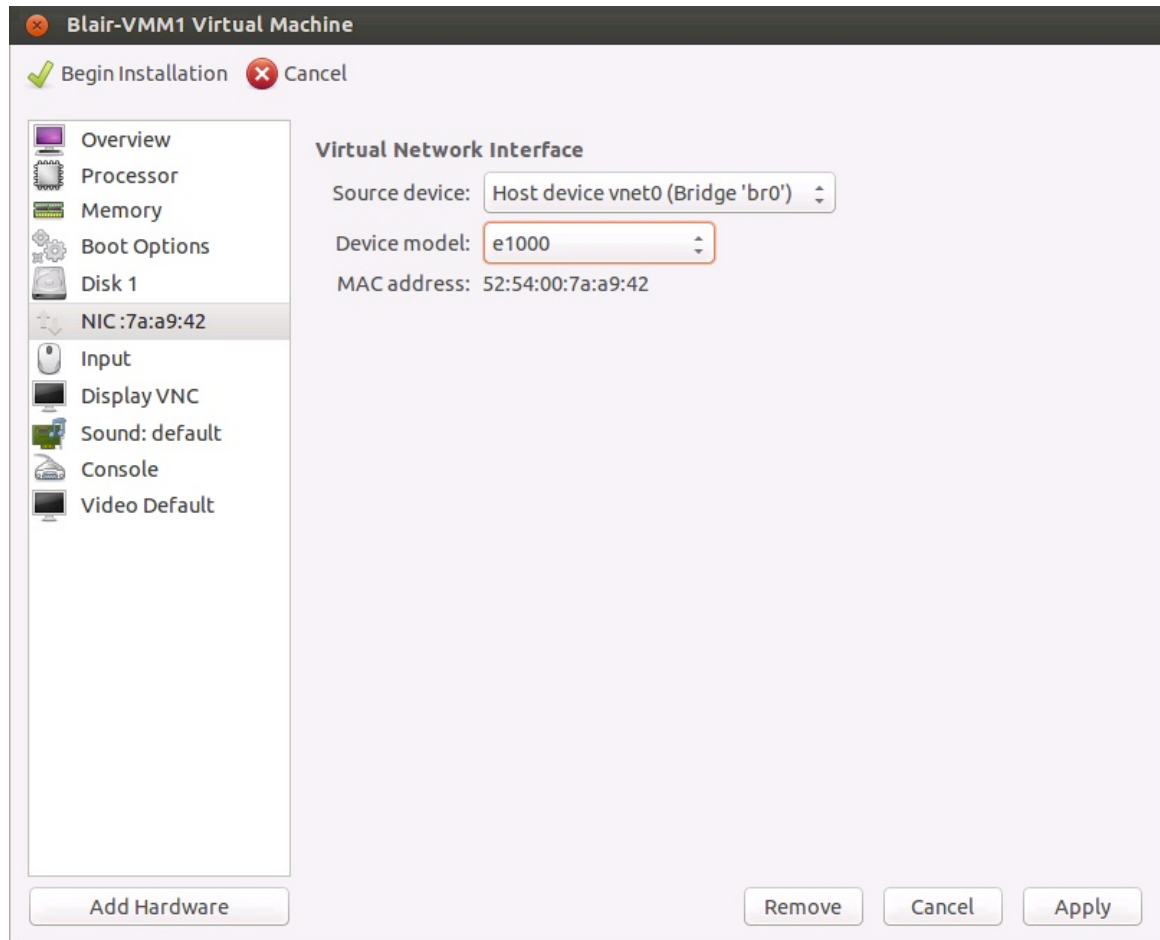 Blair-VMM1 Virtual Machine
Begin Installation Cancel
Overview
Processor
Memory
Boot Options
Disk 1
NIC :7a:a9:42
Input
Display VNC
Sound: default
Console
Video Default
Virtual Network Interface
Source device: Host device vnet0 (Bridge 'br0')
Device model: e1000
MAC address: 52:54:00:7a:a9:42
Add Hardware
Remove Cancel Apply